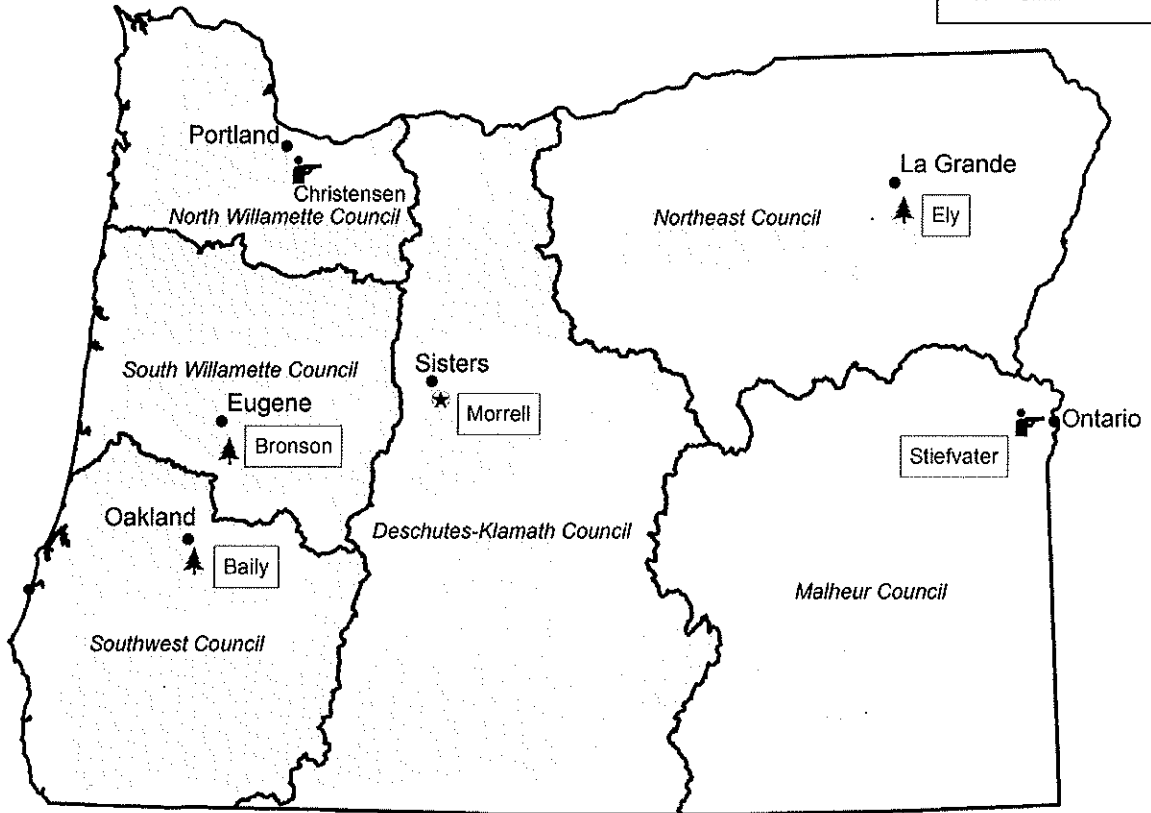 Portland
Christensen
North Willamette Council
La Grande
Northeast Council
Ely
South Willamette Council
Sisters
Eugene
Morrell
Bronson
Ontario
Stiefvater
Oakland
Deschutes-Klamath Council
Baily
Malheur Council
Southwest Council